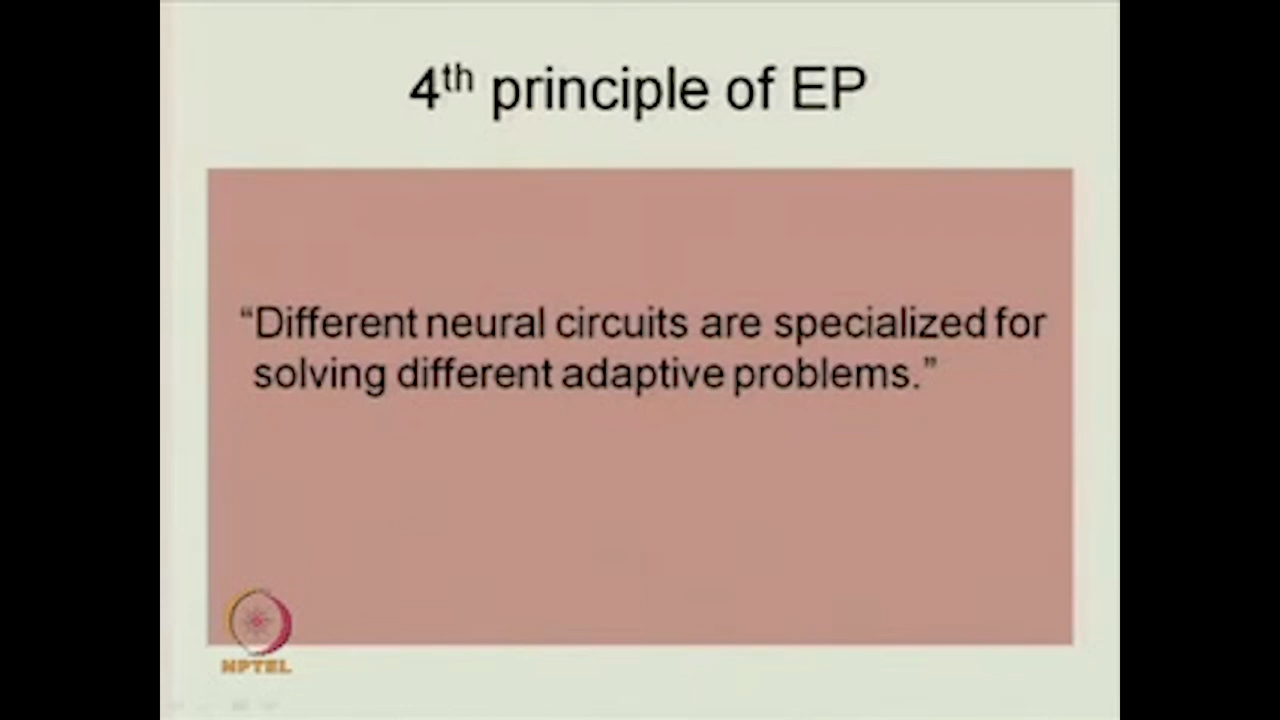 4th principle of EP
“Different neural circuits are specialized for
solving different adaptive problems.”
NPTEL